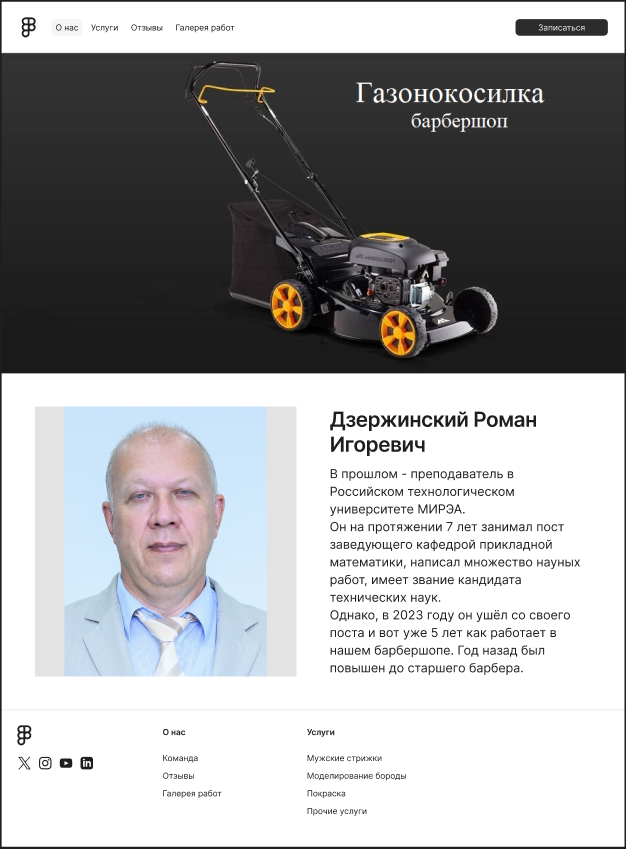 О нас Услуги Отзывы Галерея работ Записаться
Газонокосилка
барбершоп
Дзержинский Роман
Игоревич
В прошлом - преподаватель в
Российском технологическом
университете МИРЭА.
Он на протяжении 7 лет занимал пост
заведующего кафедрой прикладной
математики, написал множество науных
работ, имеет звание кандидата
технических наук.
Однако, в 2023 году он ушёл со своего
поста и вот уже 5 лет как работает в
нашем барбершопе. Год назад был
повышен до старшего барбера.
О нас
Команда
Отзывы
Галерея работ
Услуги
Мужские стрижки
Моделирование бороды
Покраска
Прочие услуги